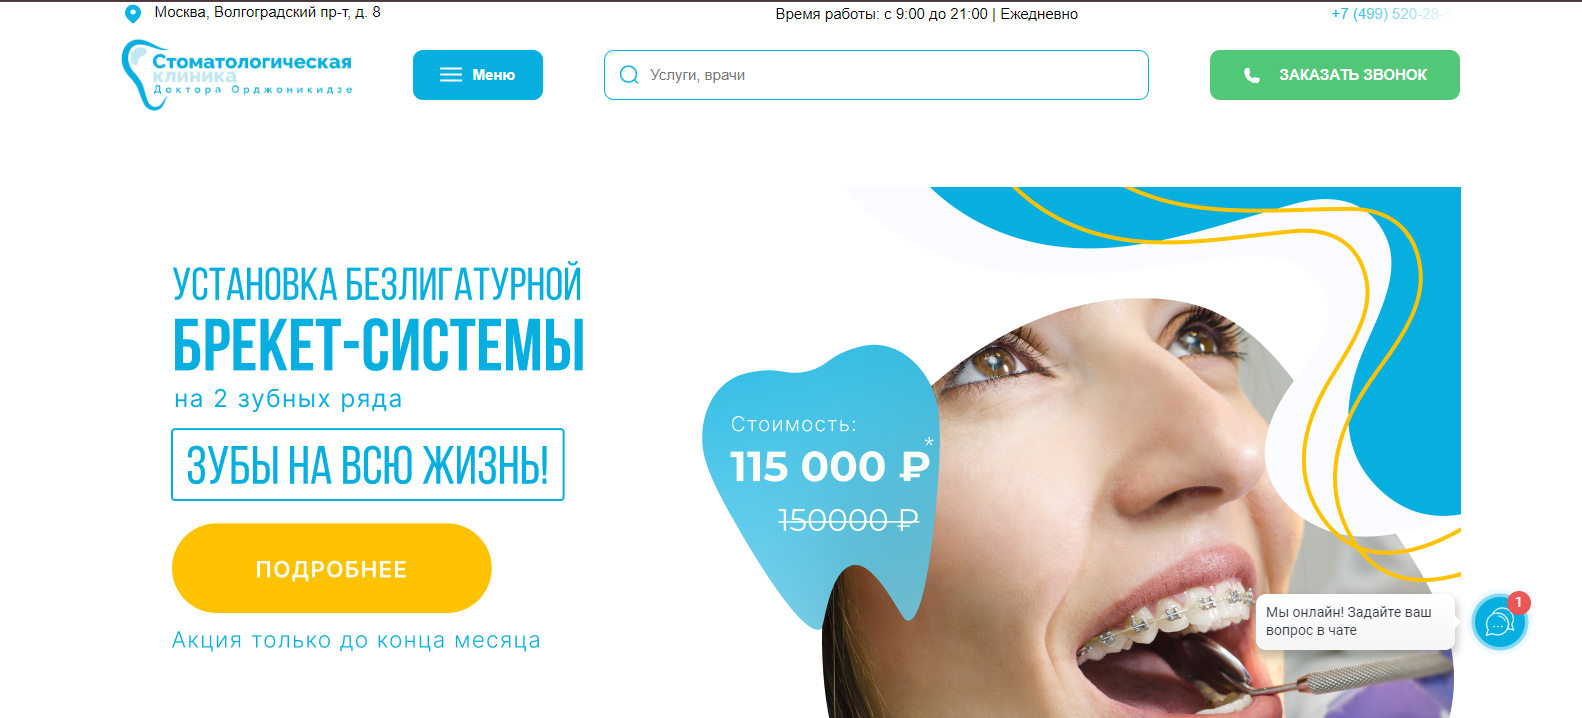 Москва, Волгоградский пр-т, д. 8
Время работы: с 9:00 до 21:00 | Ежедневно
+7 (499) 520-28-
Стоматологическая
клиника
Доктора Орджоникидзе
Меню
Услуги, врачи
ЗАКАЗАТЬ ЗВОНОК
УСТАНОВКА БЕЗЛИГАТУРНОЙ
БРЕКЕТ-СИСТЕМЫ
на 2 зубных ряда
ЗУБЫ НА ВСЮ ЖИЗНЬ!
ПОДРОБНЕЕ
Акция только до конца месяца
Стоимость:
115 000 ₽*
150000 ₽
Мы онлайн! Задайте ваш
вопрос в чате
1